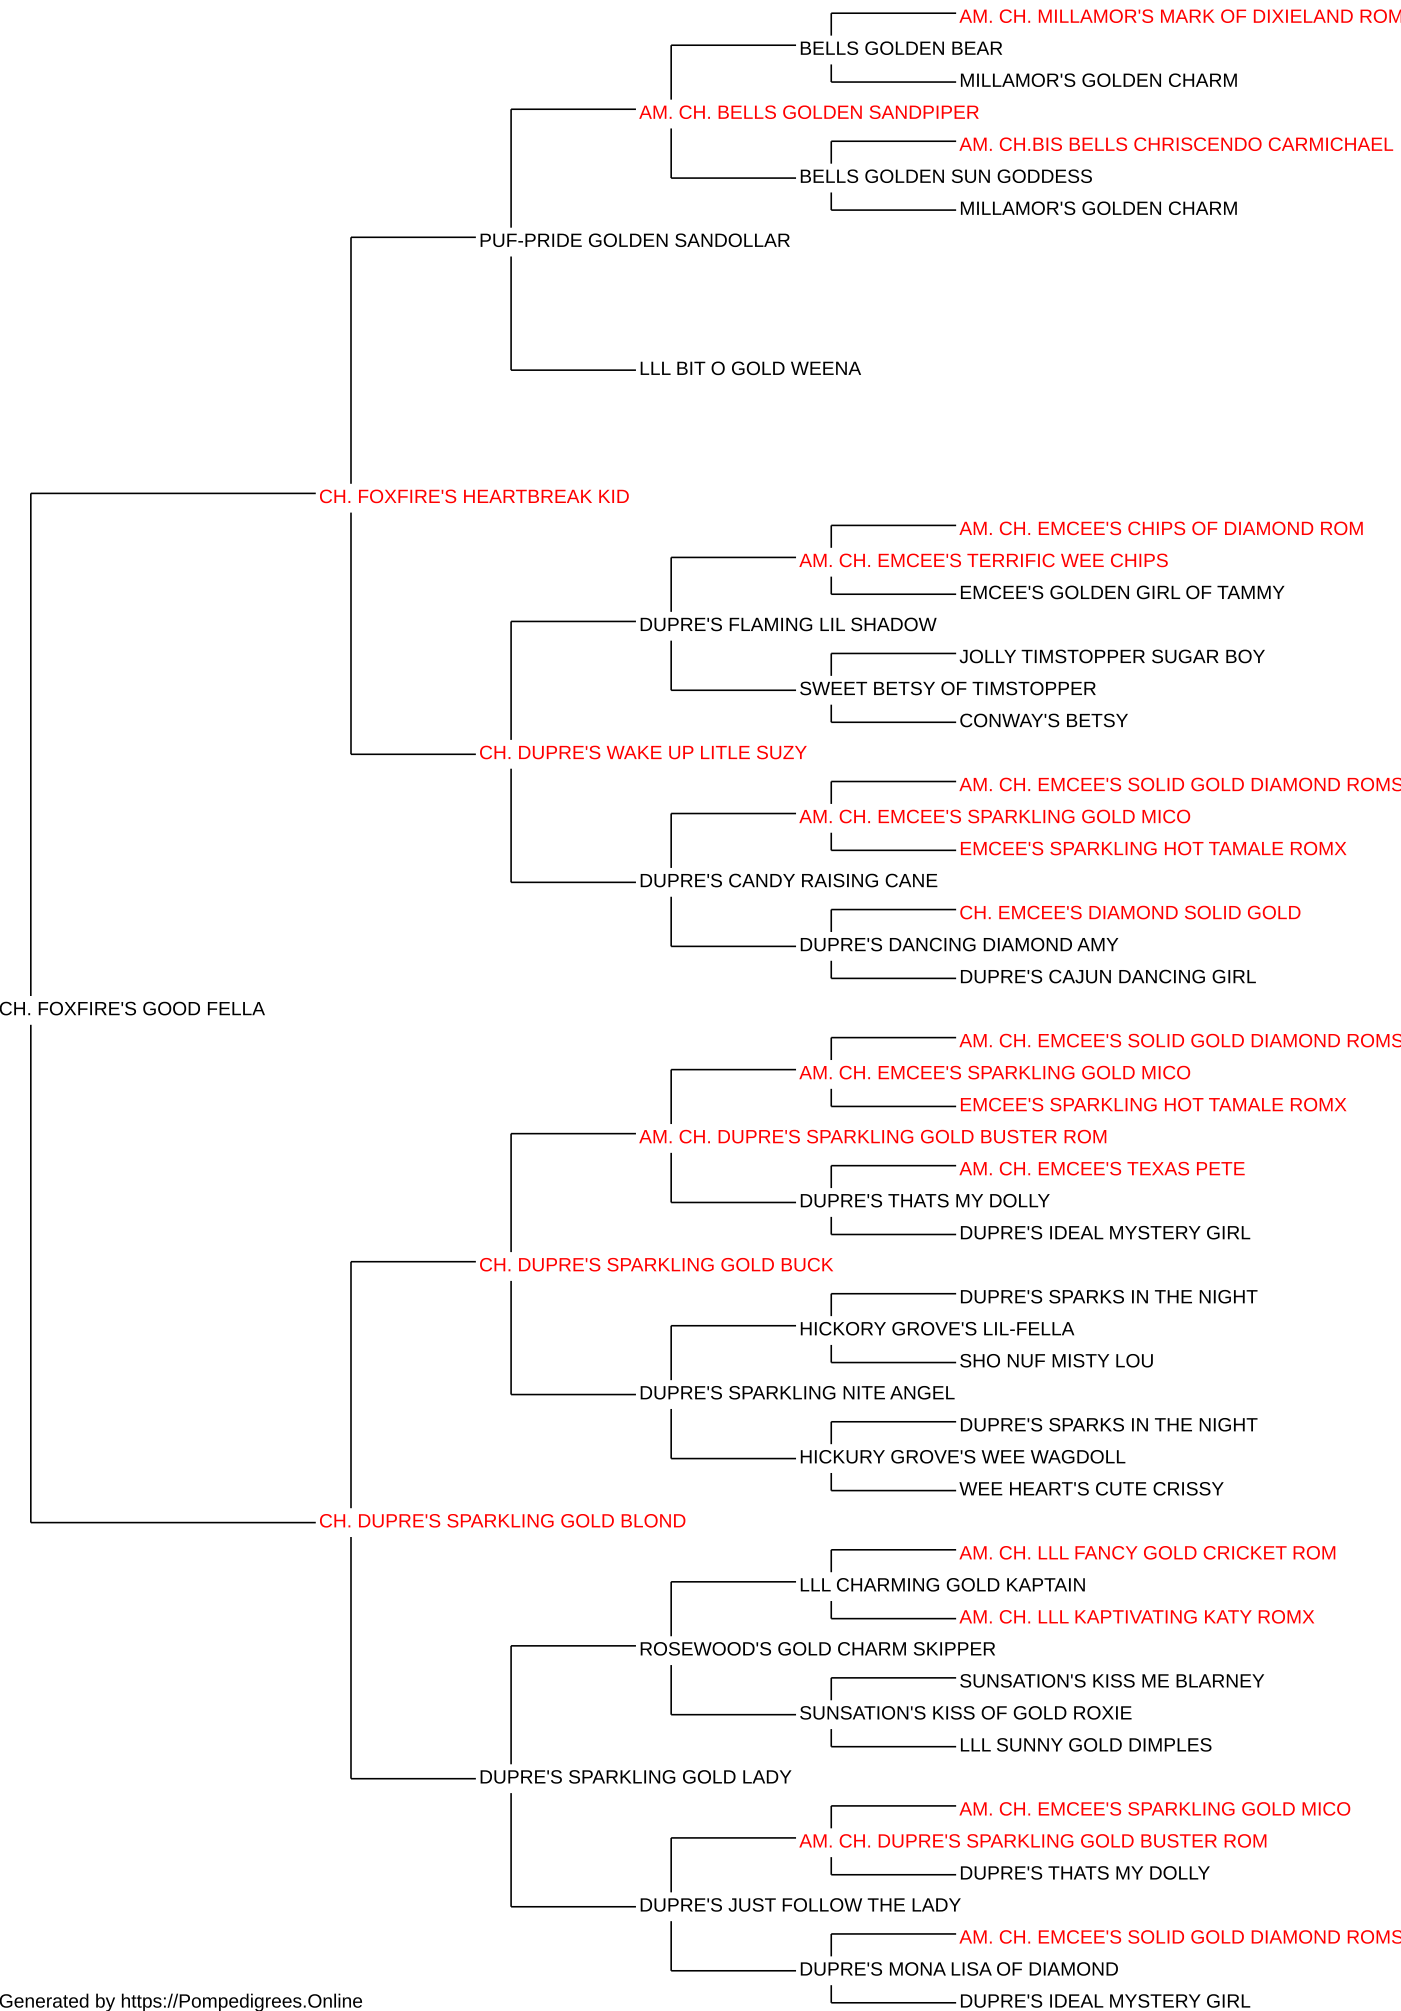 AM. CH. MILLAMOR'S MARK OF DIXIELAND ROM
BELLS GOLDEN BEAR
MILLAMOR'S GOLDEN CHARM
AM. CH. BELLS GOLDEN SANDPIPER
AM. CH.BIS BELLS CHRISCENDO CARMICHAEL
BELLS GOLDEN SUN GODDESS
MILLAMOR'S GOLDEN CHARM
PUF-PRIDE GOLDEN SANDOLLAR
LLL BIT O GOLD WEENA
CH. FOXFIRE'S HEARTBREAK KID
AM. CH. EMCEE'S CHIPS OF DIAMOND ROM
AM. CH. EMCEE'S TERRIFIC WEE CHIPS
EMCEE'S GOLDEN GIRL OF TAMMY
DUPRE'S FLAMING LIL SHADOW
JOLLY TIMSTOPPER SUGAR BOY
SWEET BETSY OF TIMSTOPPER
CONWAY'S BETSY
CH. DUPRE'S WAKE UP LITLE SUZY
AM. CH. EMCEE'S SOLID GOLD DIAMOND ROMS
AM. CH. EMCEE'S SPARKLING GOLD MICO
EMCEE'S SPARKLING HOT TAMALE ROMX
DUPRE'S CANDY RAISING CANE
CH. EMCEE'S DIAMOND SOLID GOLD
DUPRE'S DANCING DIAMOND AMY
DUPRE'S CAJUN DANCING GIRL
CH. FOXFIRE'S GOOD FELLA
AM. CH. EMCEE'S SOLID GOLD DIAMOND ROMS
AM. CH. EMCEE'S SPARKLING GOLD MICO
EMCEE'S SPARKLING HOT TAMALE ROMX
AM. CH. DUPRE'S SPARKLING GOLD BUSTER ROM
AM. CH. EMCEE'S TEXAS PETE
DUPRE'S THATS MY DOLLY
DUPRE'S IDEAL MYSTERY GIRL
CH. DUPRE'S SPARKLING GOLD BUCK
DUPRE'S SPARKS IN THE NIGHT
HICKORY GROVE'S LIL-FELLA
SHO NUF MISTY LOU
DUPRE'S SPARKLING NITE ANGEL
DUPRE'S SPARKS IN THE NIGHT
HICKURY GROVE'S WEE WAGDOLL
WEE HEART'S CUTE CRISSY
CH. DUPRE'S SPARKLING GOLD BLOND
AM. CH. LLL FANCY GOLD CRICKET ROM
LLL CHARMING GOLD KAPTAIN
AM. CH. LLL KAPTIVATING KATY ROMX
ROSEWOOD'S GOLD CHARM SKIPPER
SUNSATION'S KISS ME BLARNEY
SUNSATION'S KISS OF GOLD ROXIE
LLL SUNNY GOLD DIMPLES
DUPRE'S SPARKLING GOLD LADY
AM. CH. EMCEE'S SPARKLING GOLD MICO
AM. CH. DUPRE'S SPARKLING GOLD BUSTER ROM
DUPRE'S THATS MY DOLLY
DUPRE'S JUST FOLLOW THE LADY
AM. CH. EMCEE'S SOLID GOLD DIAMOND ROMS
DUPRE'S MONA LISA OF DIAMOND
DUPRE'S IDEAL MYSTERY GIRL
Generated by https://Pompedigrees.Online